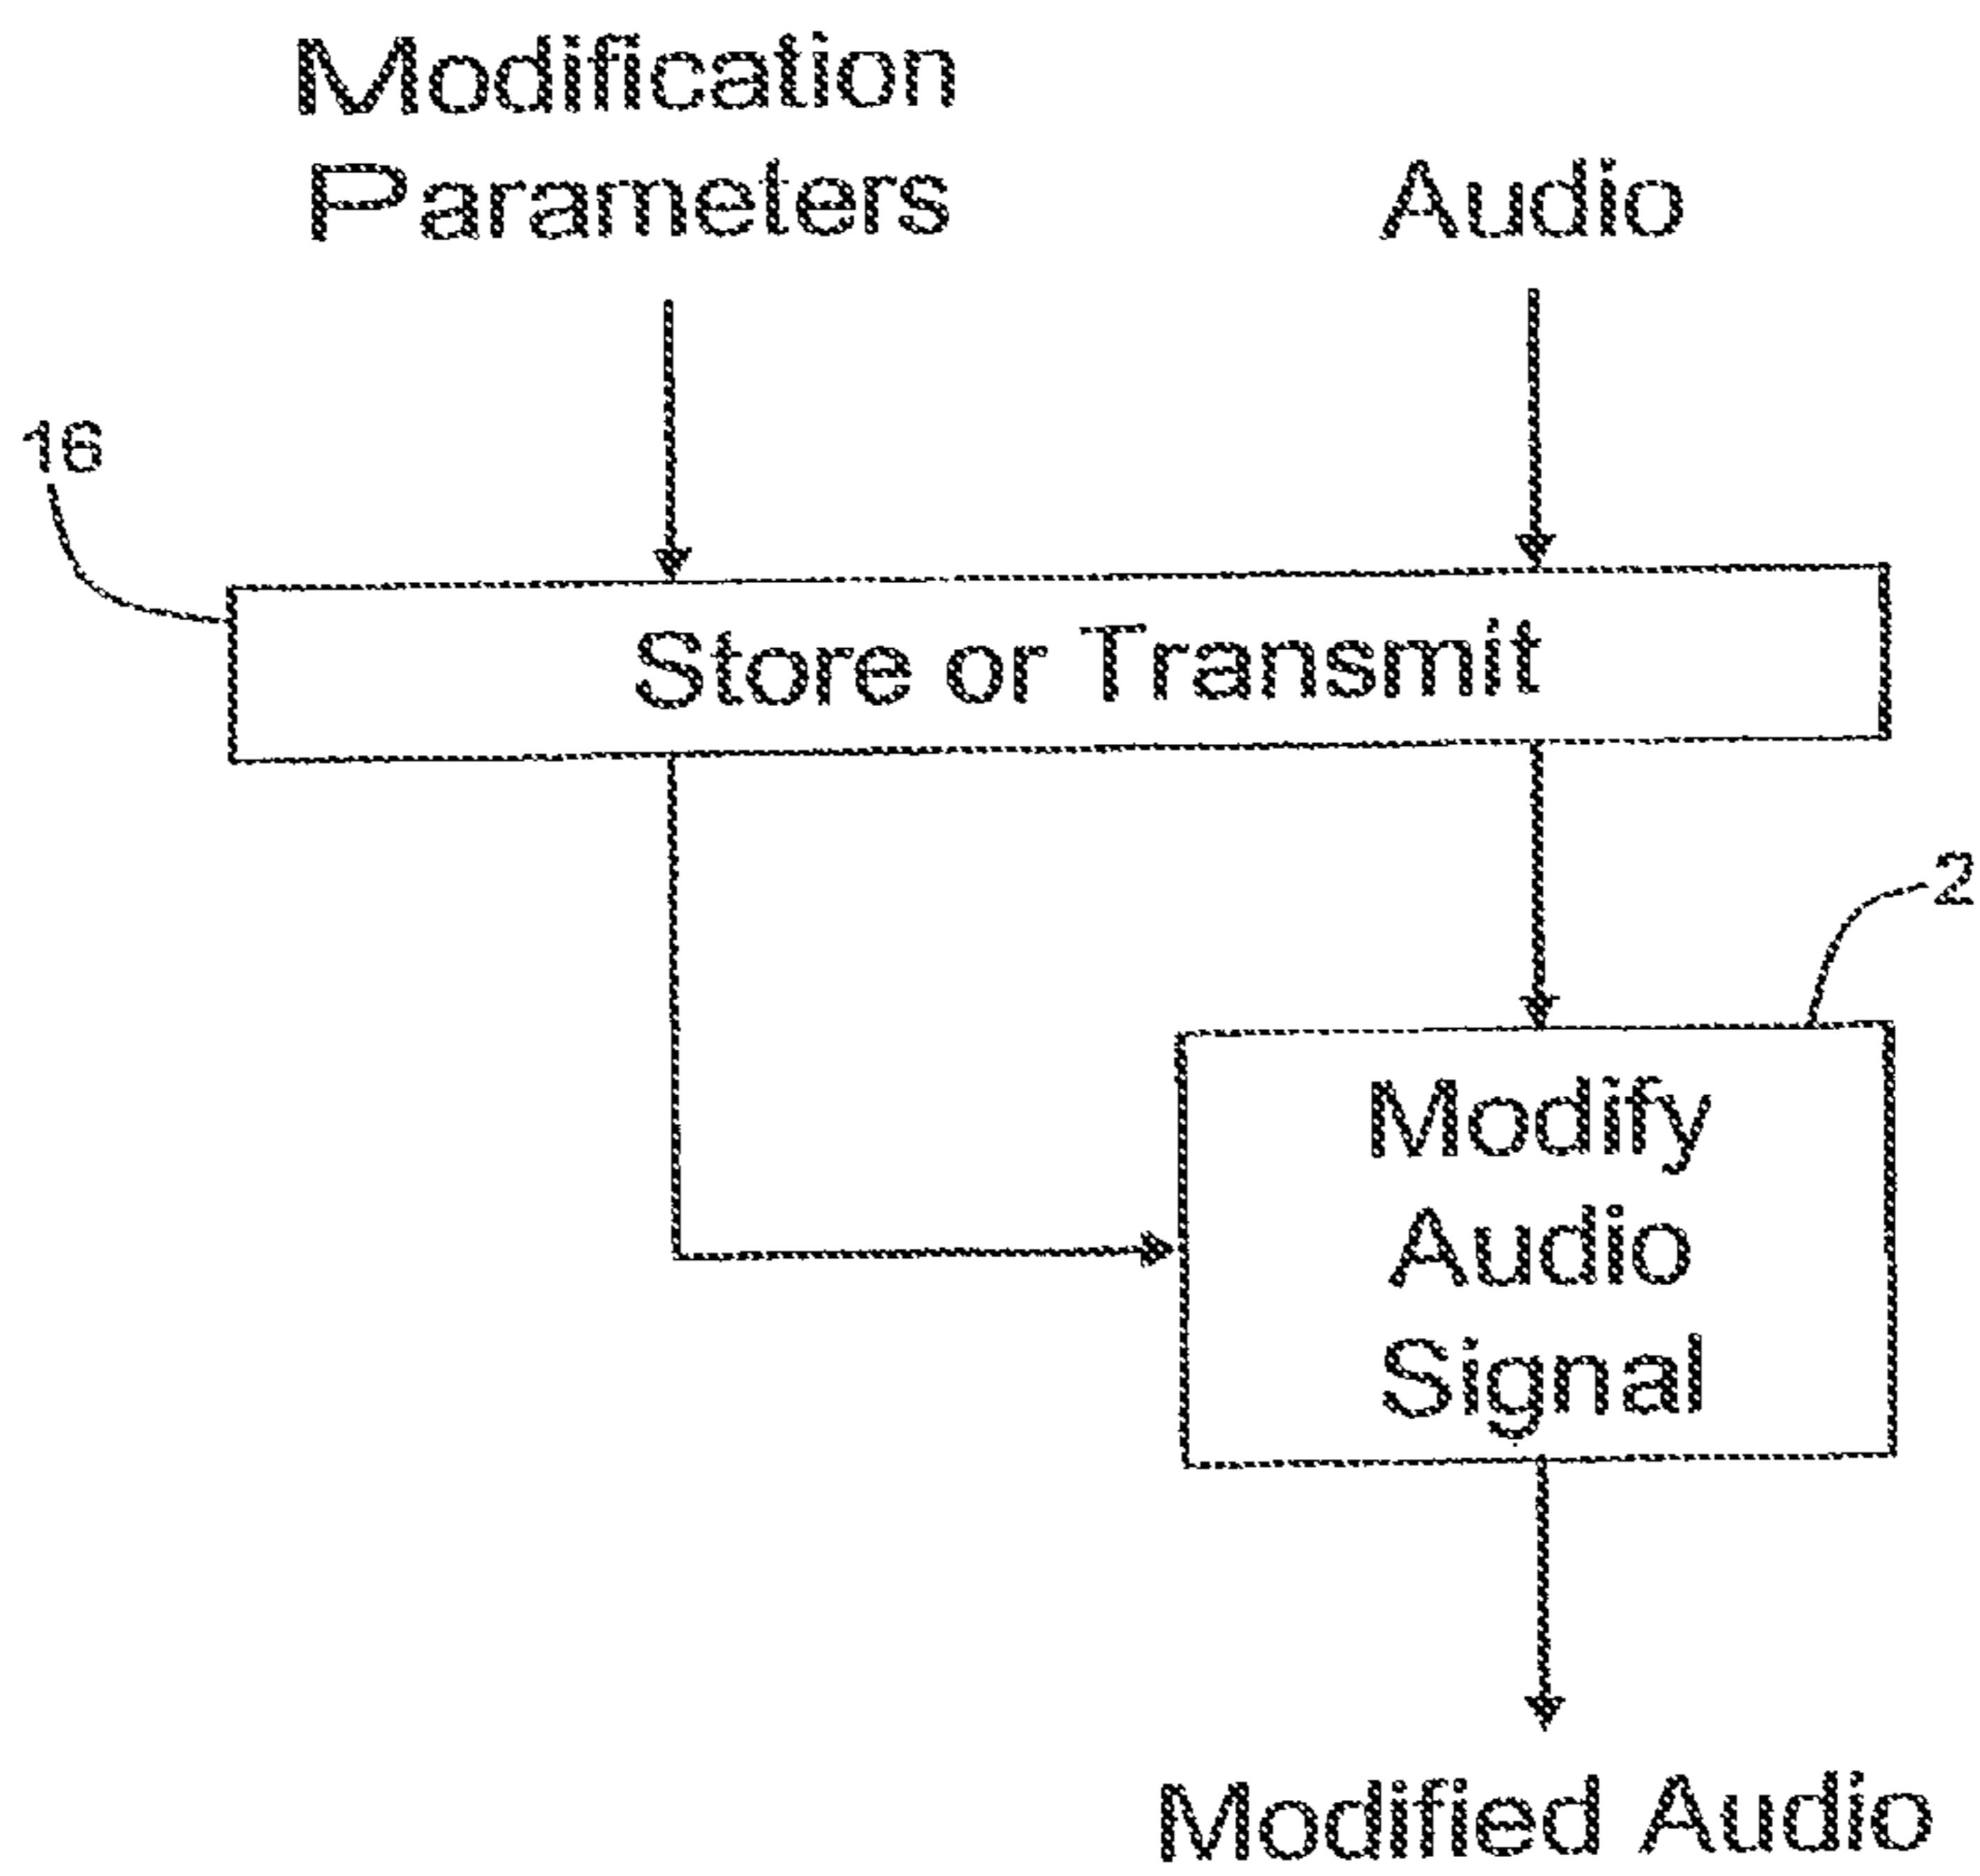 Modification
Parameters
Audio
16
Store or Transmit
2
Modify
Audio
Signal
Modified Audio